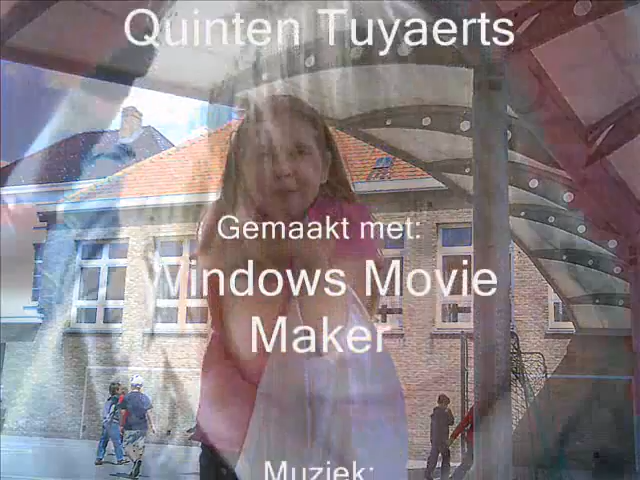 Quinten Tuyaerts
Gemaakt met:
Windows Movie
Maker
Muziek: